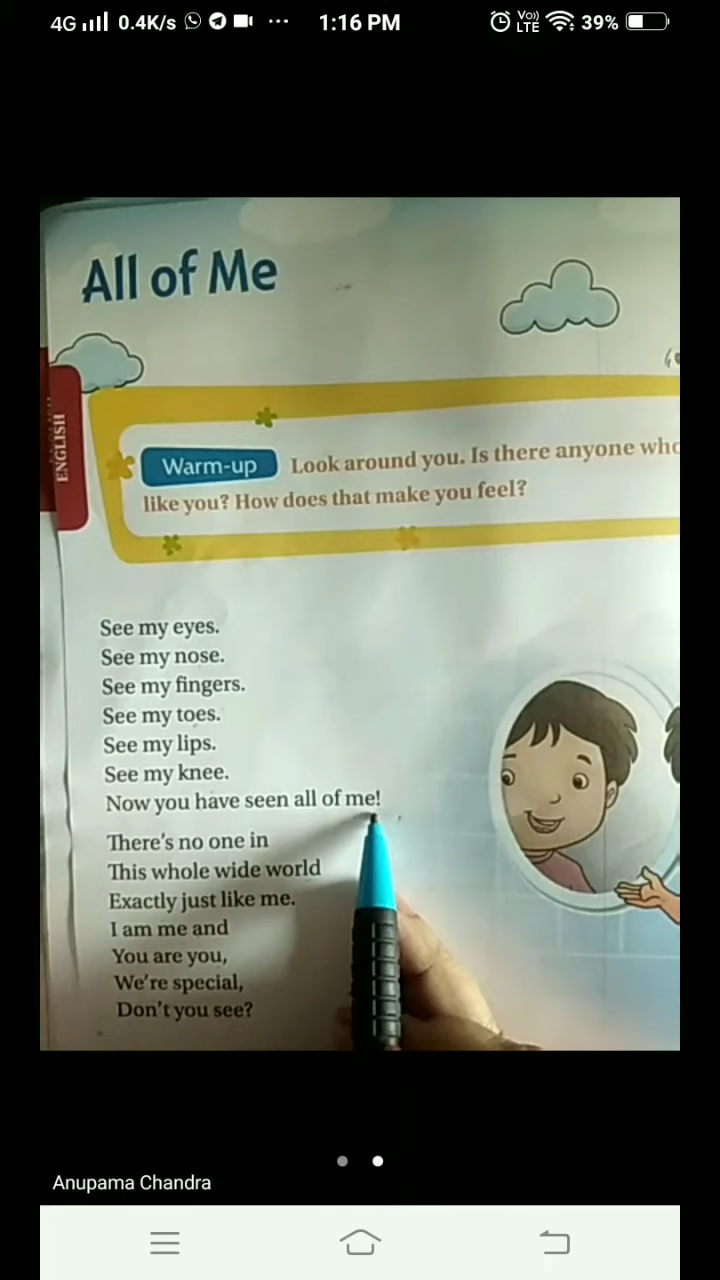 4G 0.4K/s ... 1:16 PM Vo) LTE 39%
All of Me
ENGLISH
Warm-up Look around you. Is there anyone
like you? How does that make you feel?
See my eyes.
See my nose.
See my fingers.
See my toes.
See my lips.
See my knee.
Now you have seen all of me!
There's no one in
This whole wide world
Exactly just like me.
I am me and
You are you,
We're special,
Don't you see?
Anupama Chandra